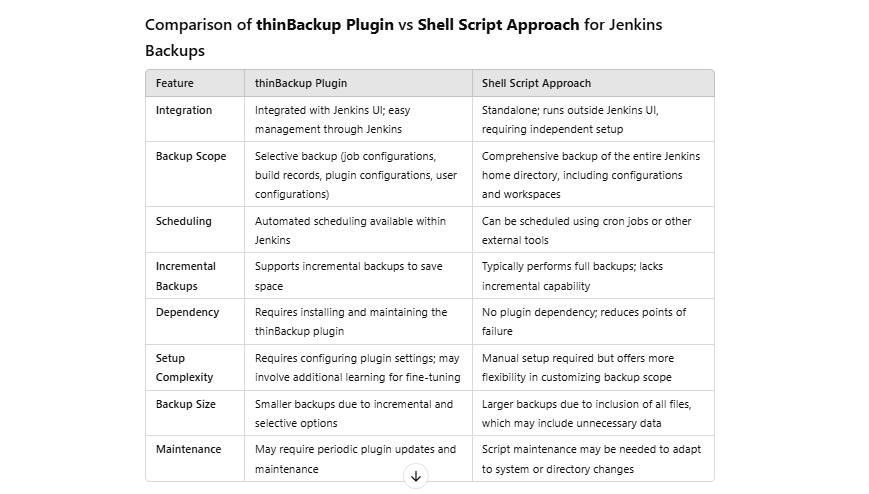 Comparison of thinBackup Plugin vs Shell Script Approach for Jenkins
Backups
Feature thinBackup Plugin Shell Script Approach
Integration Integrated with Jenkins UI; easy Standalone; runs outside Jenkins UI,
management through Jenkins requiring independent setup
Backup Scope Selective backup (job configurations, Comprehensive backup of the entire Jenkins
build records, plugin configurations, user home directory, including configurations
configurations) and workspaces
Scheduling Automated scheduling available within Can be scheduled using cron jobs or other
Jenkins external tools
Incremental Supports incremental backups to save Typically performs full backups; lacks
Backups space incremental capability
Dependency Requires installing and maintaining the No plugin dependency; reduces points of
thinBackup plugin failure
Setup Requires configuring plugin settings; may Manual setup required but offers more
Complexity involve additional learning for fine-tuning flexibility in customizing backup scope
Backup Size Smaller backups due to incremental and Larger backups due to inclusion of all files,
selective options which may include unnecessary data
Maintenance May require periodic plugin updates and Script maintenance may be needed to adapt
maintenance to system or directory changes